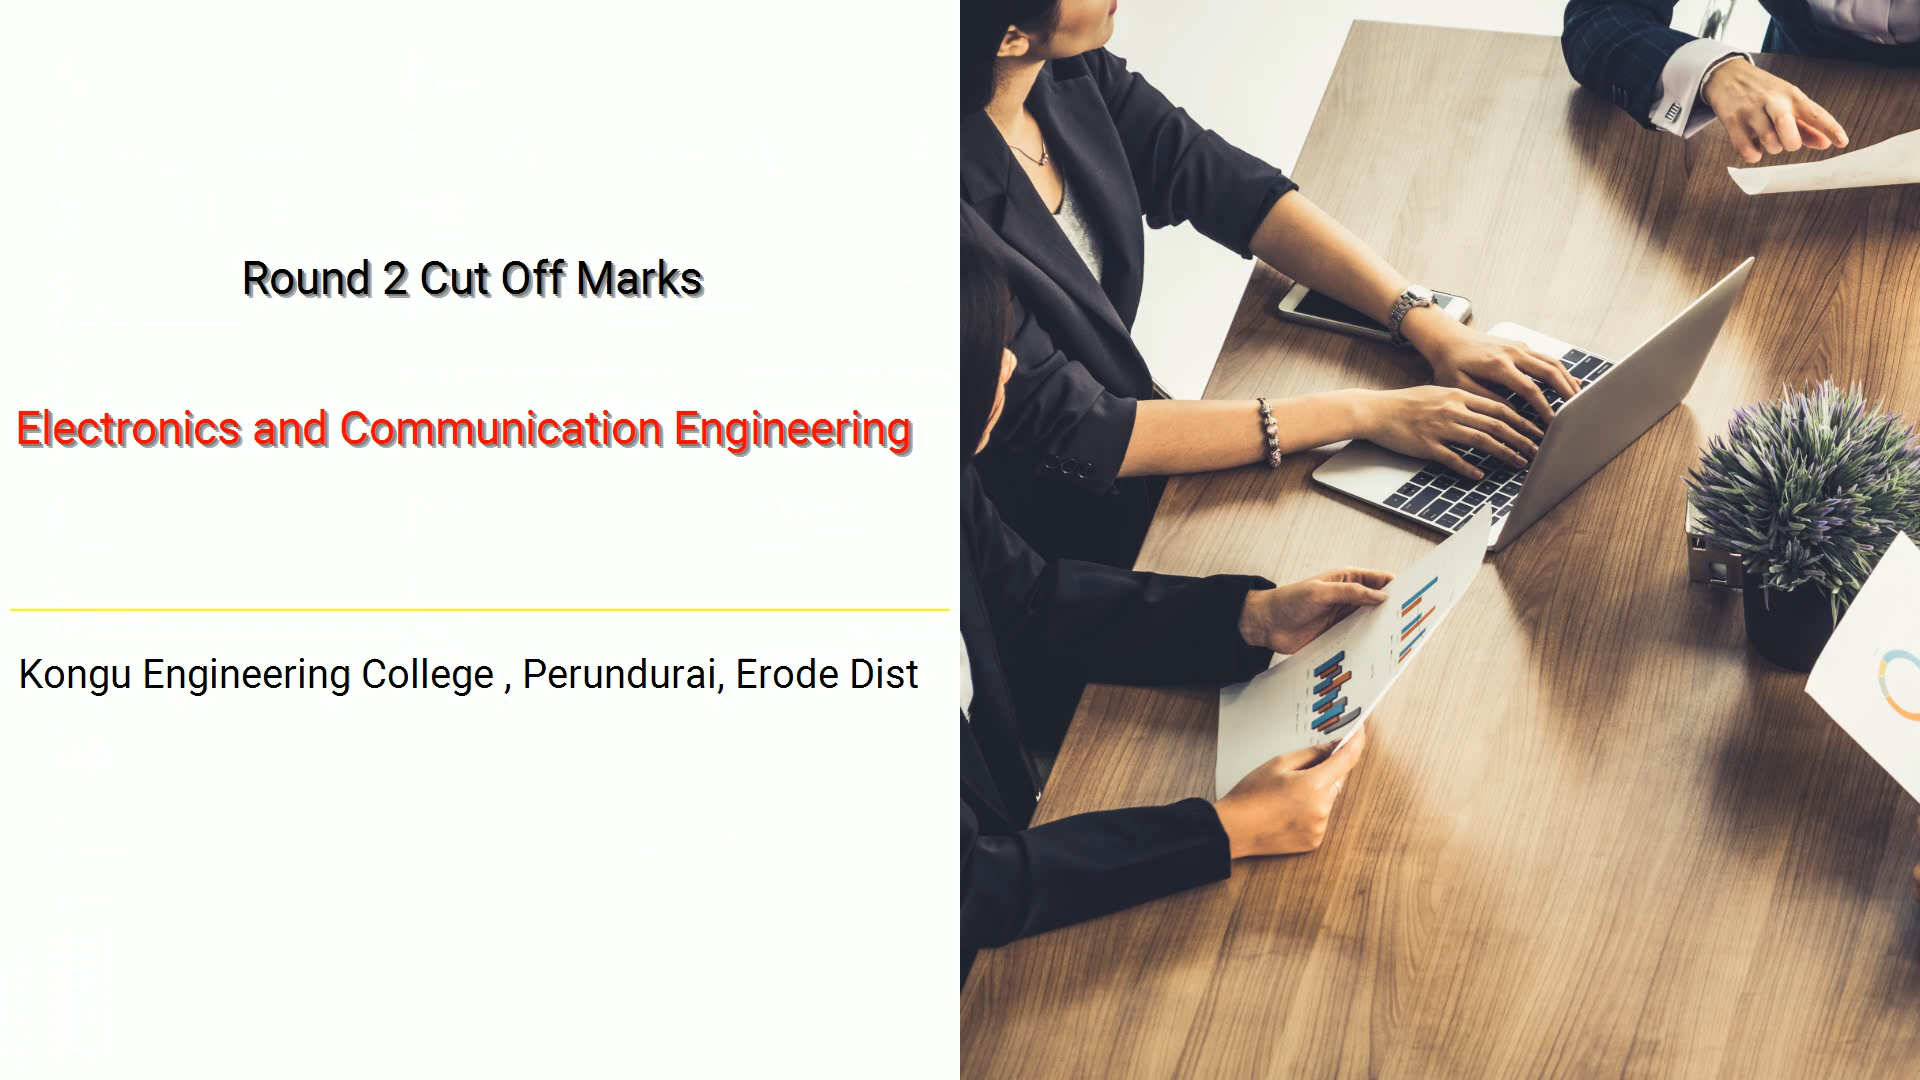 Round 2 Cut Off Marks
Electronics and Communication Engineering
Kongu Engineering College , Perundurai, Erode Dist